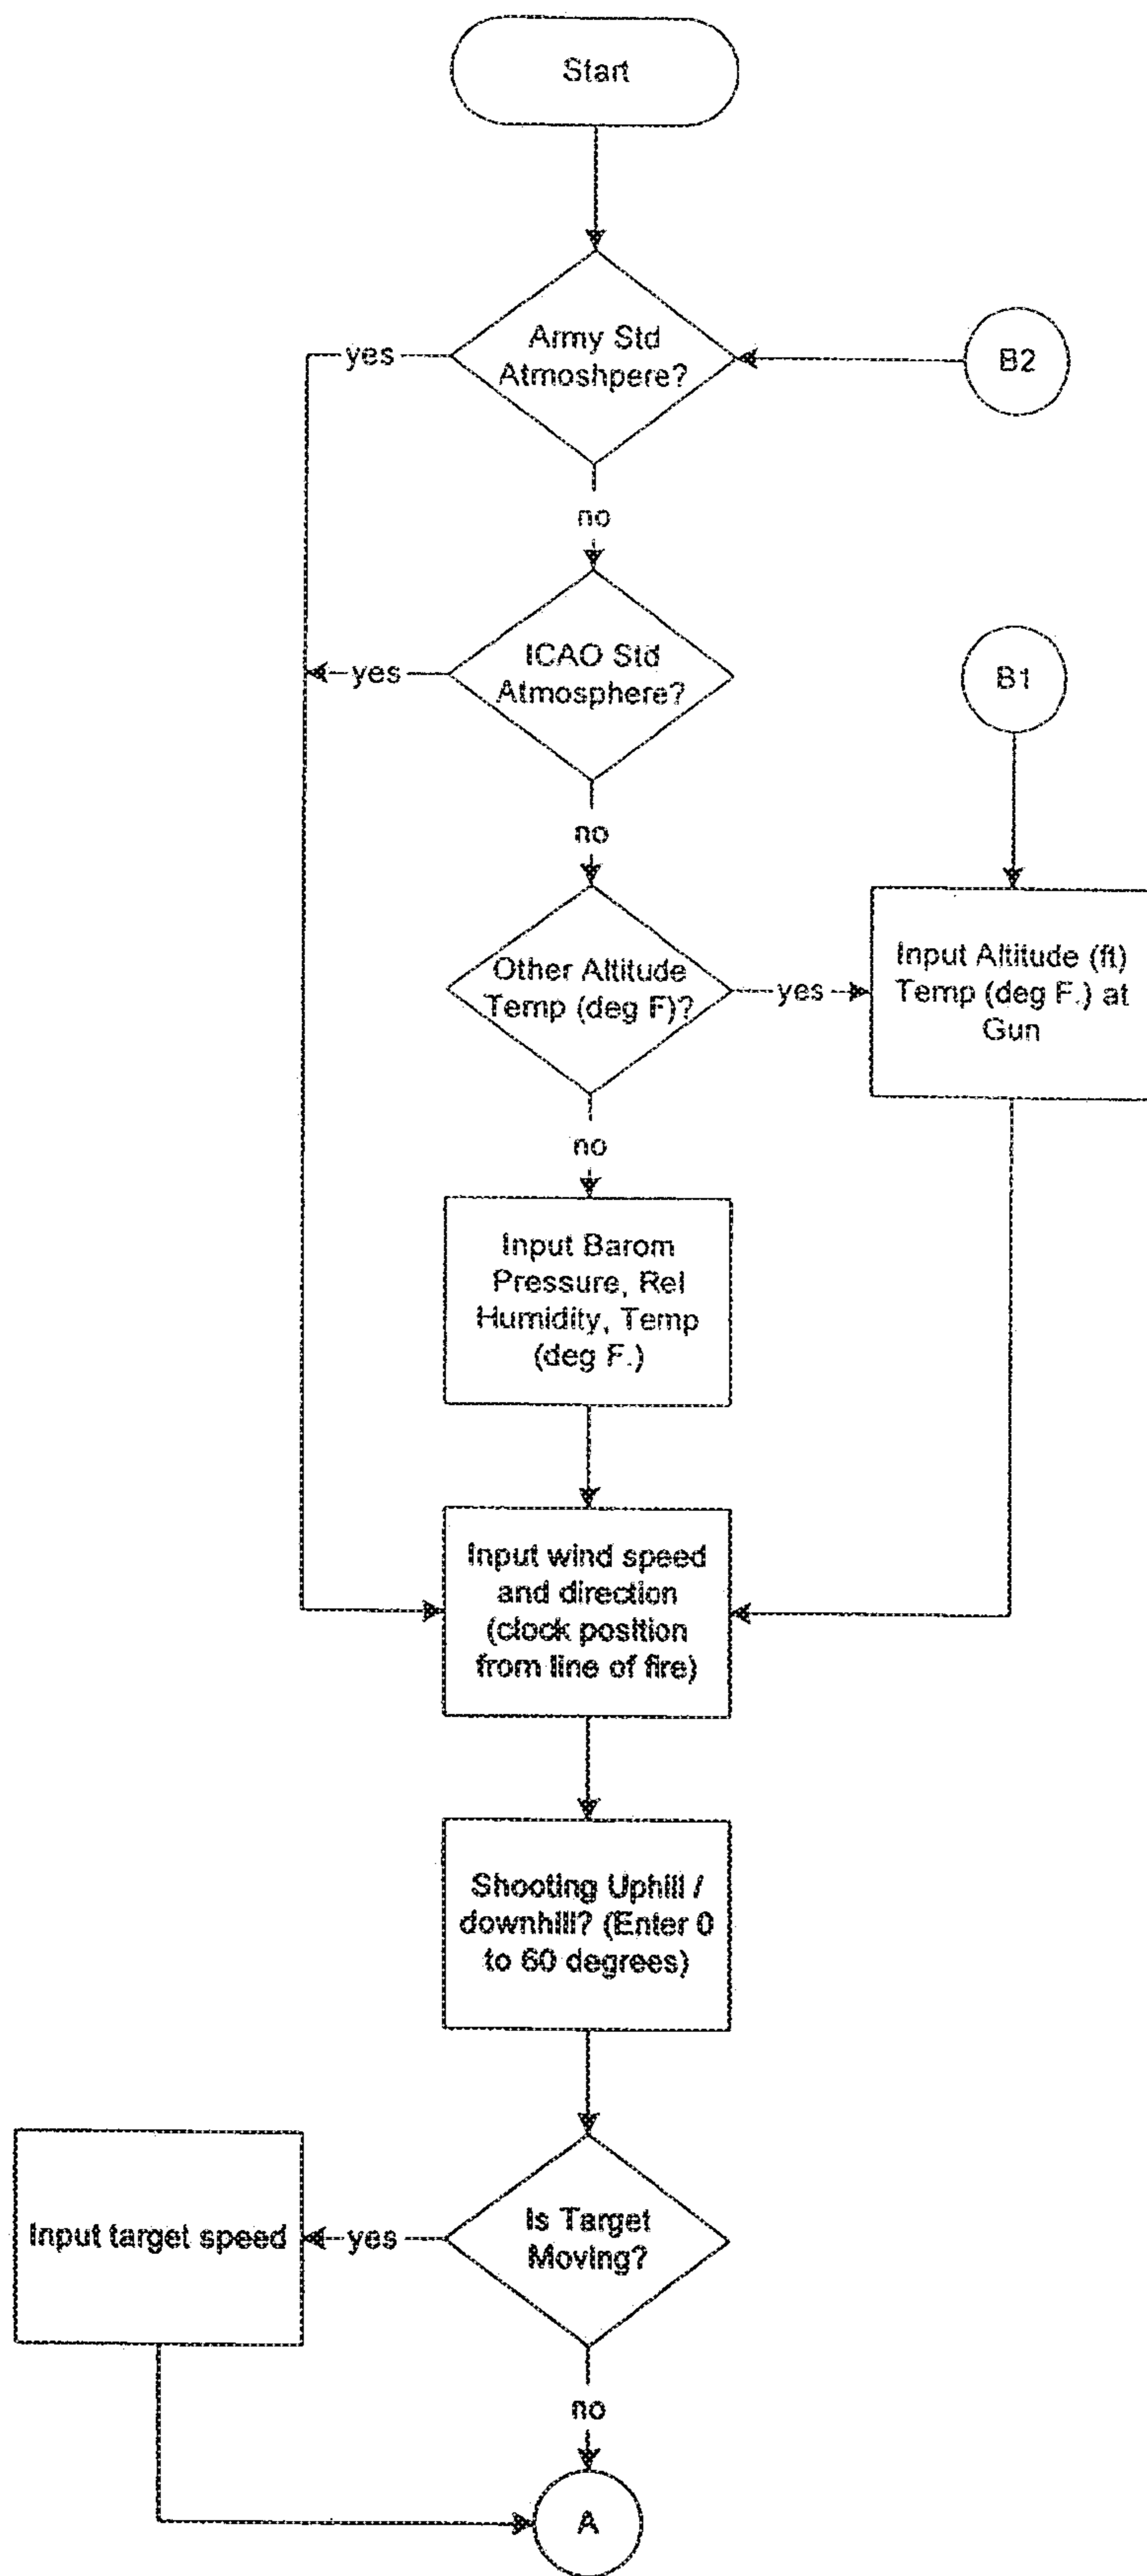 Start
Army Std
Atmoshpere?
yes
B2
no
ICAO Std
Atmosphere?
yes
B1
no
Other Altitude
Temp (deg F)?
yes
Input Altitude (ft)
Temp (deg F.) at
Gun
no
Input Barom
Pressure, Rel
Humidity, Temp
(deg F.)
Input wind speed
and direction
(clock position
from line of fire)
Shooting Uphill /
downhill? (Enter 0
to 60 degrees)
Is Target
Moving?
yes
Input target speed
no
A